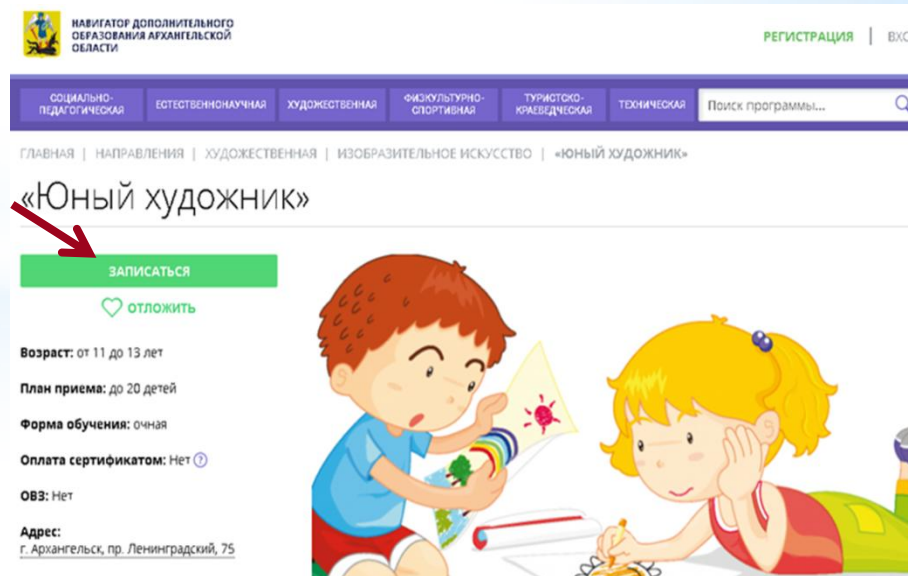 НАВИГАТОР ДОПОЛНИТЕЛЬНОГО
ОБРАЗОВАНИЯ АРХАНГЕЛЬСКОЙ
ОБЛАСТИ
РЕГИСТРАЦИЯ | ВХО
СОЦИАЛЬНО-
ПЕДАГОГИЧЕСКАЯ
ЕСТЕСТВЕННОНАУЧНАЯ
ХУДОЖЕСТВЕННАЯ
ФИЗКУЛЬТУРНО-
СПОРТИВНАЯ
ТУРИСТСКО-
КРАЕВЕДЧЕСКАЯ
ТЕХНИЧЕСКАЯ
Поиск программы...
ГЛАВНАЯ | НАПРАВЛЕНИЯ | ХУДОЖЕСТВЕННАЯ | ИЗОБРАЗИТЕЛЬНОЕ ИСКУССТВО | «ЮНЫЙ ХУДОЖНИК»
«Юный художник»
ЗАПИСАТЬСЯ
ОТЛОЖИТЬ
Возраст: от 11 до 13 лет
План приема: до 20 детей
Форма обучения: очная
Оплата сертификатом: Нет ?
ОВЗ: Нет
Адрес:
г. Архангельск, пр. Ленинградский, 75